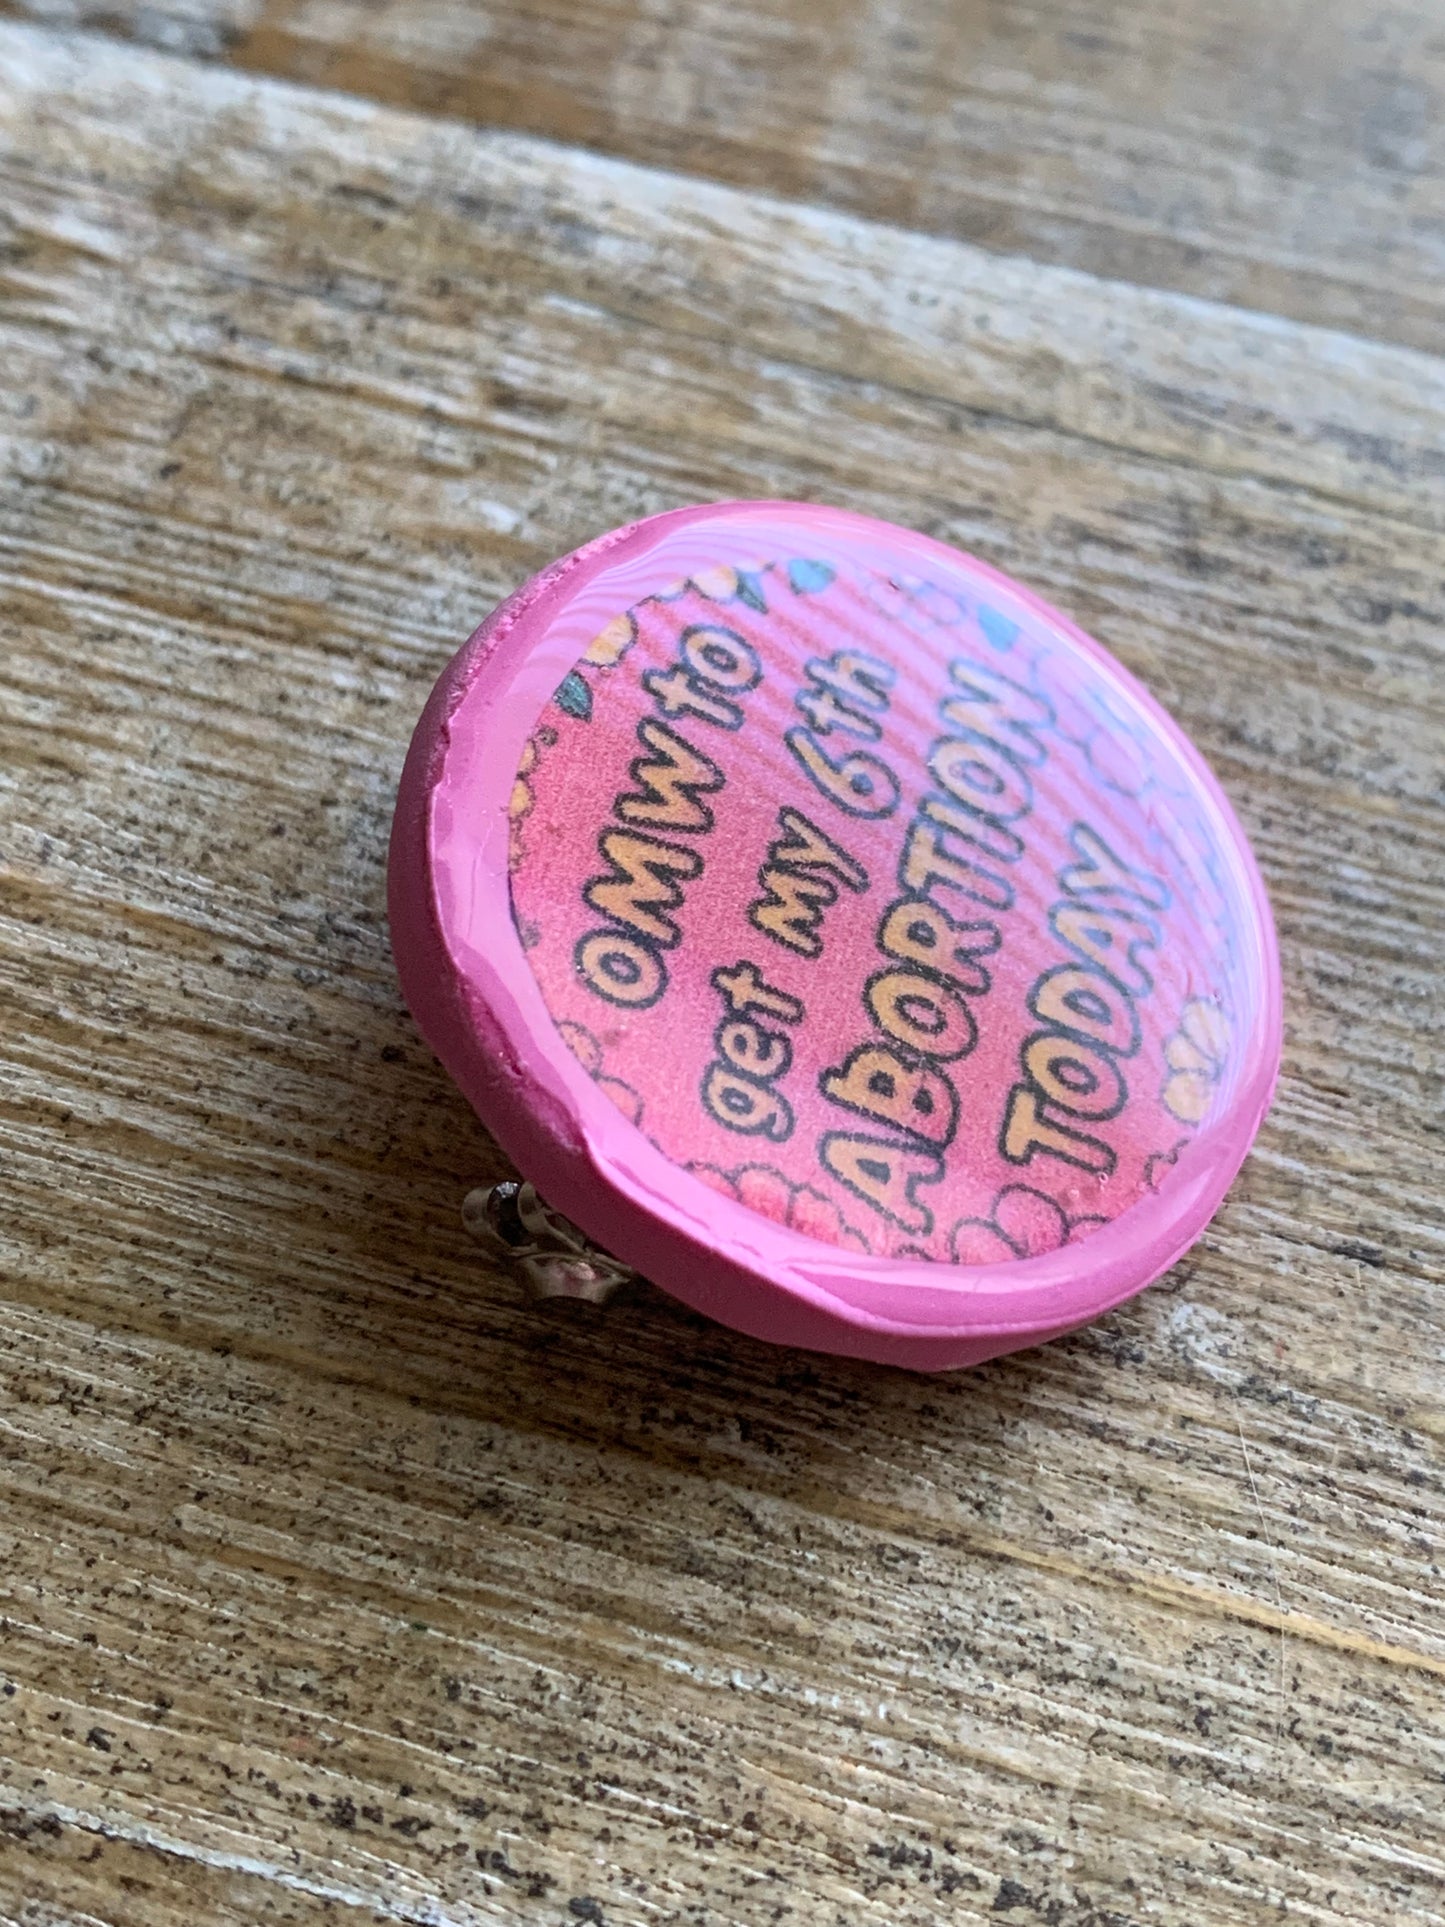 OMW to
get my 6th
ABORTION
TODAY